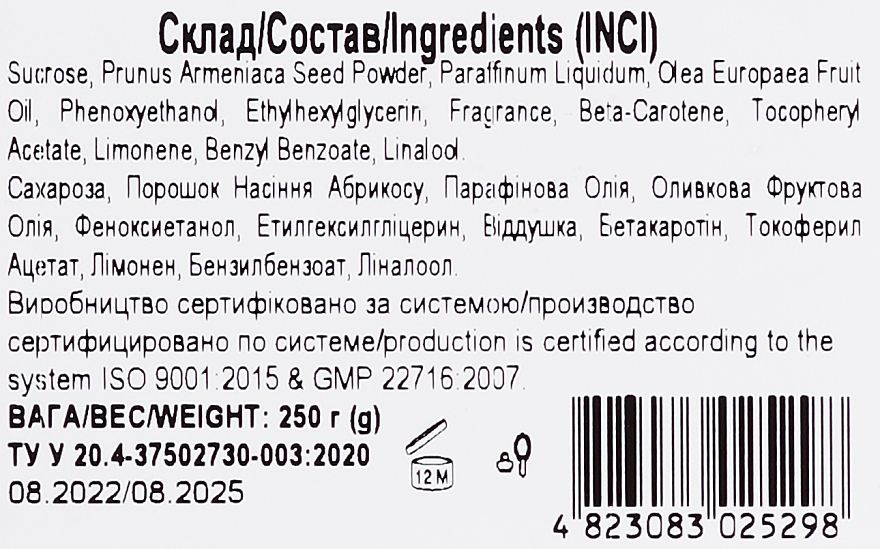 Склад/Состав/Ingredients (INCI)
Sucrose, Prunus Armeniaca Seed Powder, Paraffinum Liquidum, Olea Europaea Fruit
Oil, Phenoxyethanol, Ethylhexylglycerin, Fragrance, Beta-Carotene, Tocopheryl
Acetate, Limonene, Benzyl Benzoate, Linalool.
Сахароза, Порошок Насіння Абрикосу, Парафінова Олія, Оливкова Фруктова
Олія, Феноксиетанол, Етилгексилгліцерин, Віддушка, Бетакаротін, Токоферил
Ацетат, Лімонен, Бензилбензоат, Ліналоол.
Виробництво сертифіковано за системою/производство
сертифицировано по системе/production is certified according to the
system ISO 9001:2015 & GMP 22716:2007.
ВАГА/ВЕС/WEIGHT: 250 г (g)
ТУ У 20.4-37502730-003:2020
08.2022/08.2025
12 M
4 823083 025298